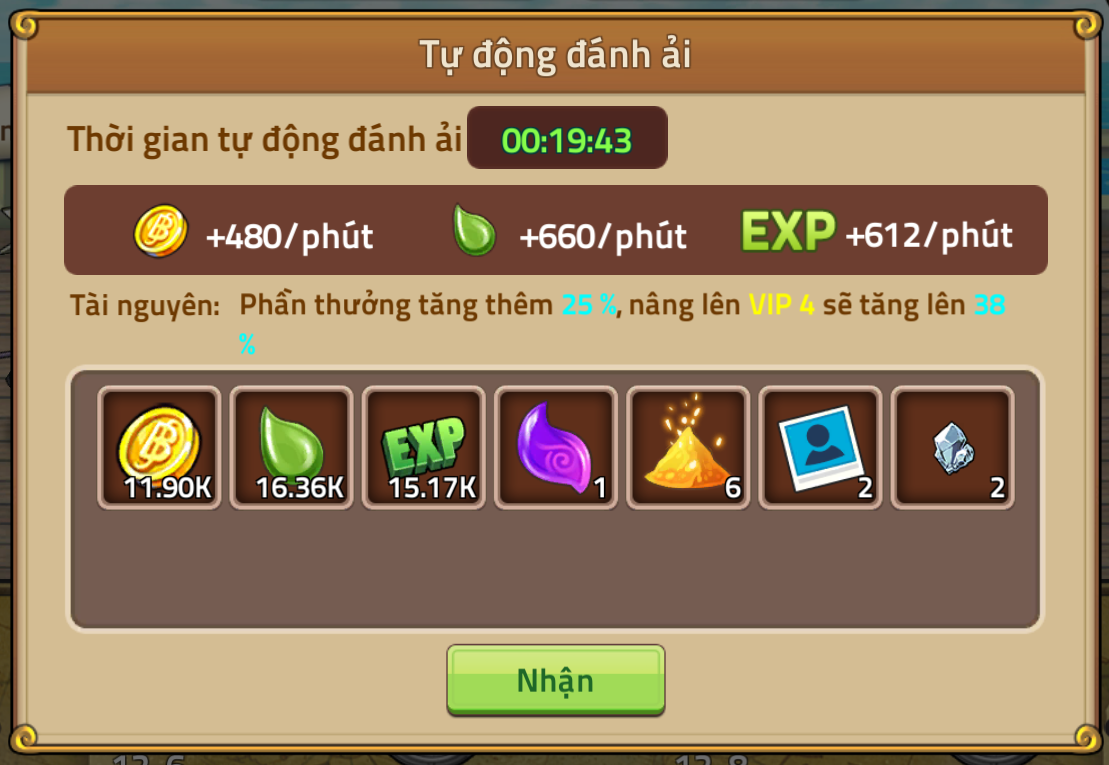 Tự động đánh ải
Thời gian tự động đánh ải 00:19:43
+480/phút +660/phút EXP +612/phút
Tài nguyên: Phần thưởng tăng thêm 25 %, nâng lên VIP 4 sẽ tăng lên 38
%
11.90K 16.36K EXP 15.17K 1 6 2 2
Nhận